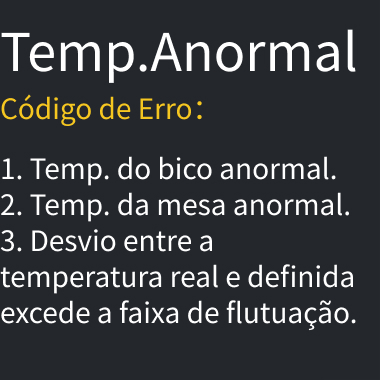 Temp.Anormal
Código de Erro：
1. Temp. do bico anormal.
2. Temp. da mesa anormal.
3. Desvio entre a
temperatura real e definida
excede a faixa de flutuação.